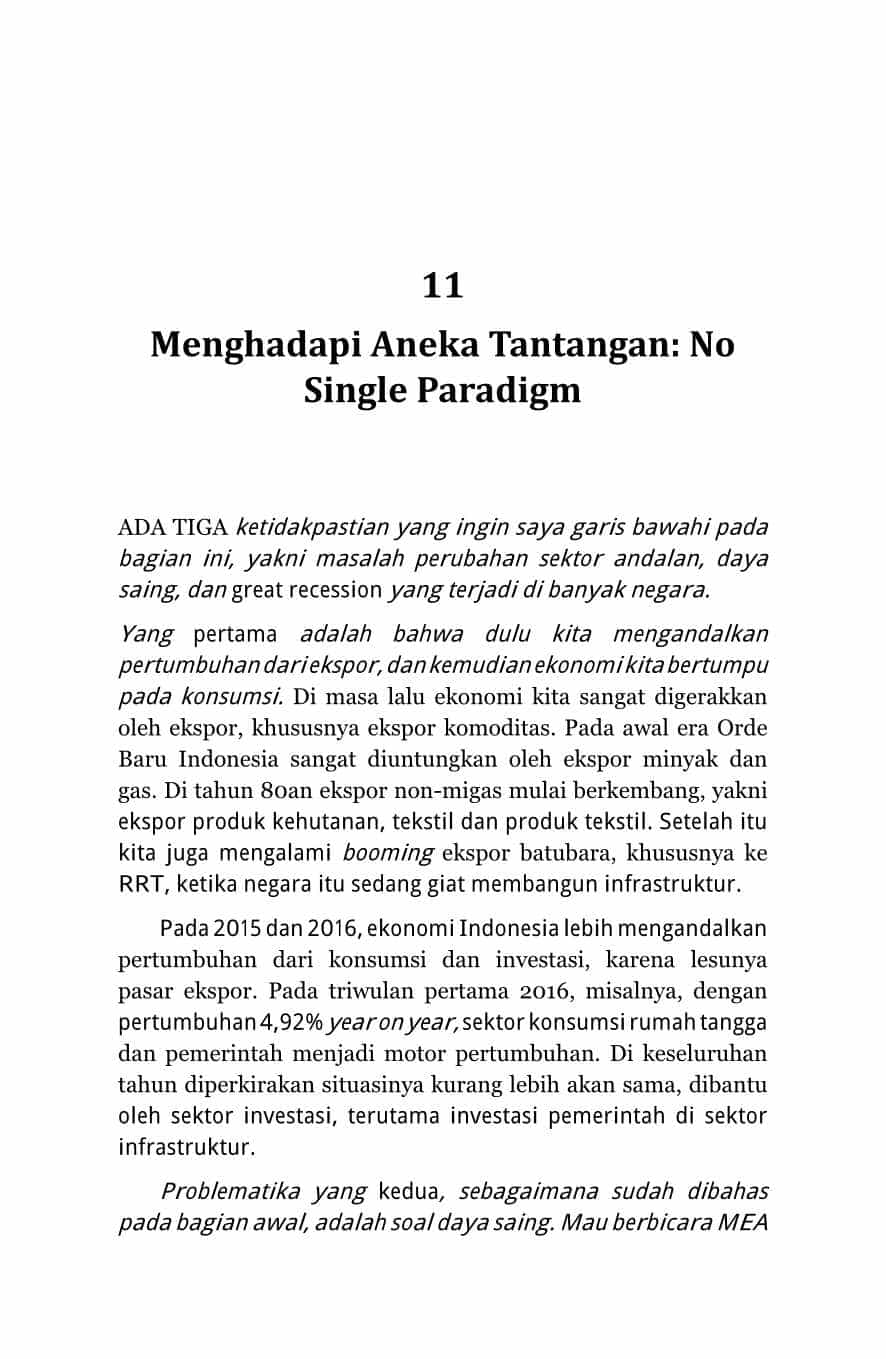 11
Menghadapi Aneka Tantangan: No
Single Paradigm
ADA TIGA ketidakpastian yang ingin saya garis bawahi pada
bagian ini, yakni masalah perubahan sektor andalan, daya
saing, dan great recession yang terjadi di banyak negara.
Yang pertama adalah bahwa dulu kita mengandalkan
pertumbuhan dari ekspor, dan kemudian ekonomi kita bertumpu
pada konsumsi. Di masa lalu ekonomi kita sangat digerakkan
oleh ekspor, khususnya ekspor komoditas. Pada awal era Orde
Baru Indonesia sangat diuntungkan oleh ekspor minyak dan
gas. Di tahun 80an ekspor non-migas mulai berkembang, yakni
ekspor produk kehutanan, tekstil dan produk tekstil. Setelah itu
kita juga mengalami booming ekspor batubara, khususnya ke
RRT, ketika negara itu sedang giat membangun infrastruktur.
Pada 2015 dan 2016, ekonomi Indonesia lebih mengandalkan
pertumbuhan dari konsumsi dan investasi, karena lesunya
pasar ekspor. Pada triwulan pertama 2016, misalnya, dengan
pertumbuhan 4,92% year on year, sektor konsumsi rumah tangga
dan pemerintah menjadi motor pertumbuhan. Di keseluruhan
tahun diperkirakan situasinya kurang lebih akan sama, dibantu
oleh sektor investasi, terutama investasi pemerintah di sektor
infrastruktur.
Problematika yang kedua, sebagaimana sudah dibahas
pada bagian awal, adalah soal daya saing. Mau berbicara MEA